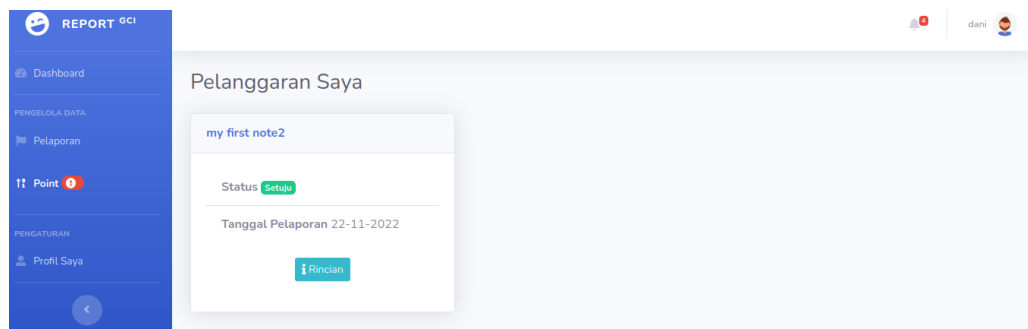 REPORT GCI
4
dani
Dashboard
PENGELOLA DATA
Pelaporan
Point
PENGATURAN
Profil Saya
Pelanggaran Saya
my first note2
Status Setuju
Tanggal Pelaporan 22-11-2022
Rincian